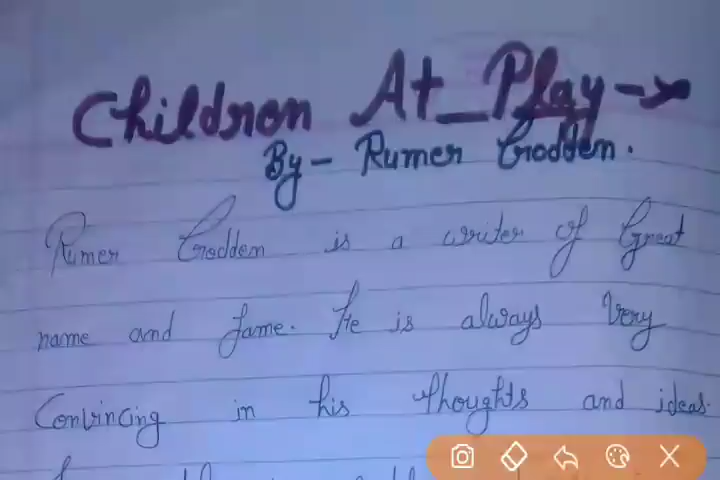 Children At Play →
By - Rumer Godden.
Rumer Godden is a writer of Great
name and fame. He is always Very
Convincing in his thoughts and ideas.